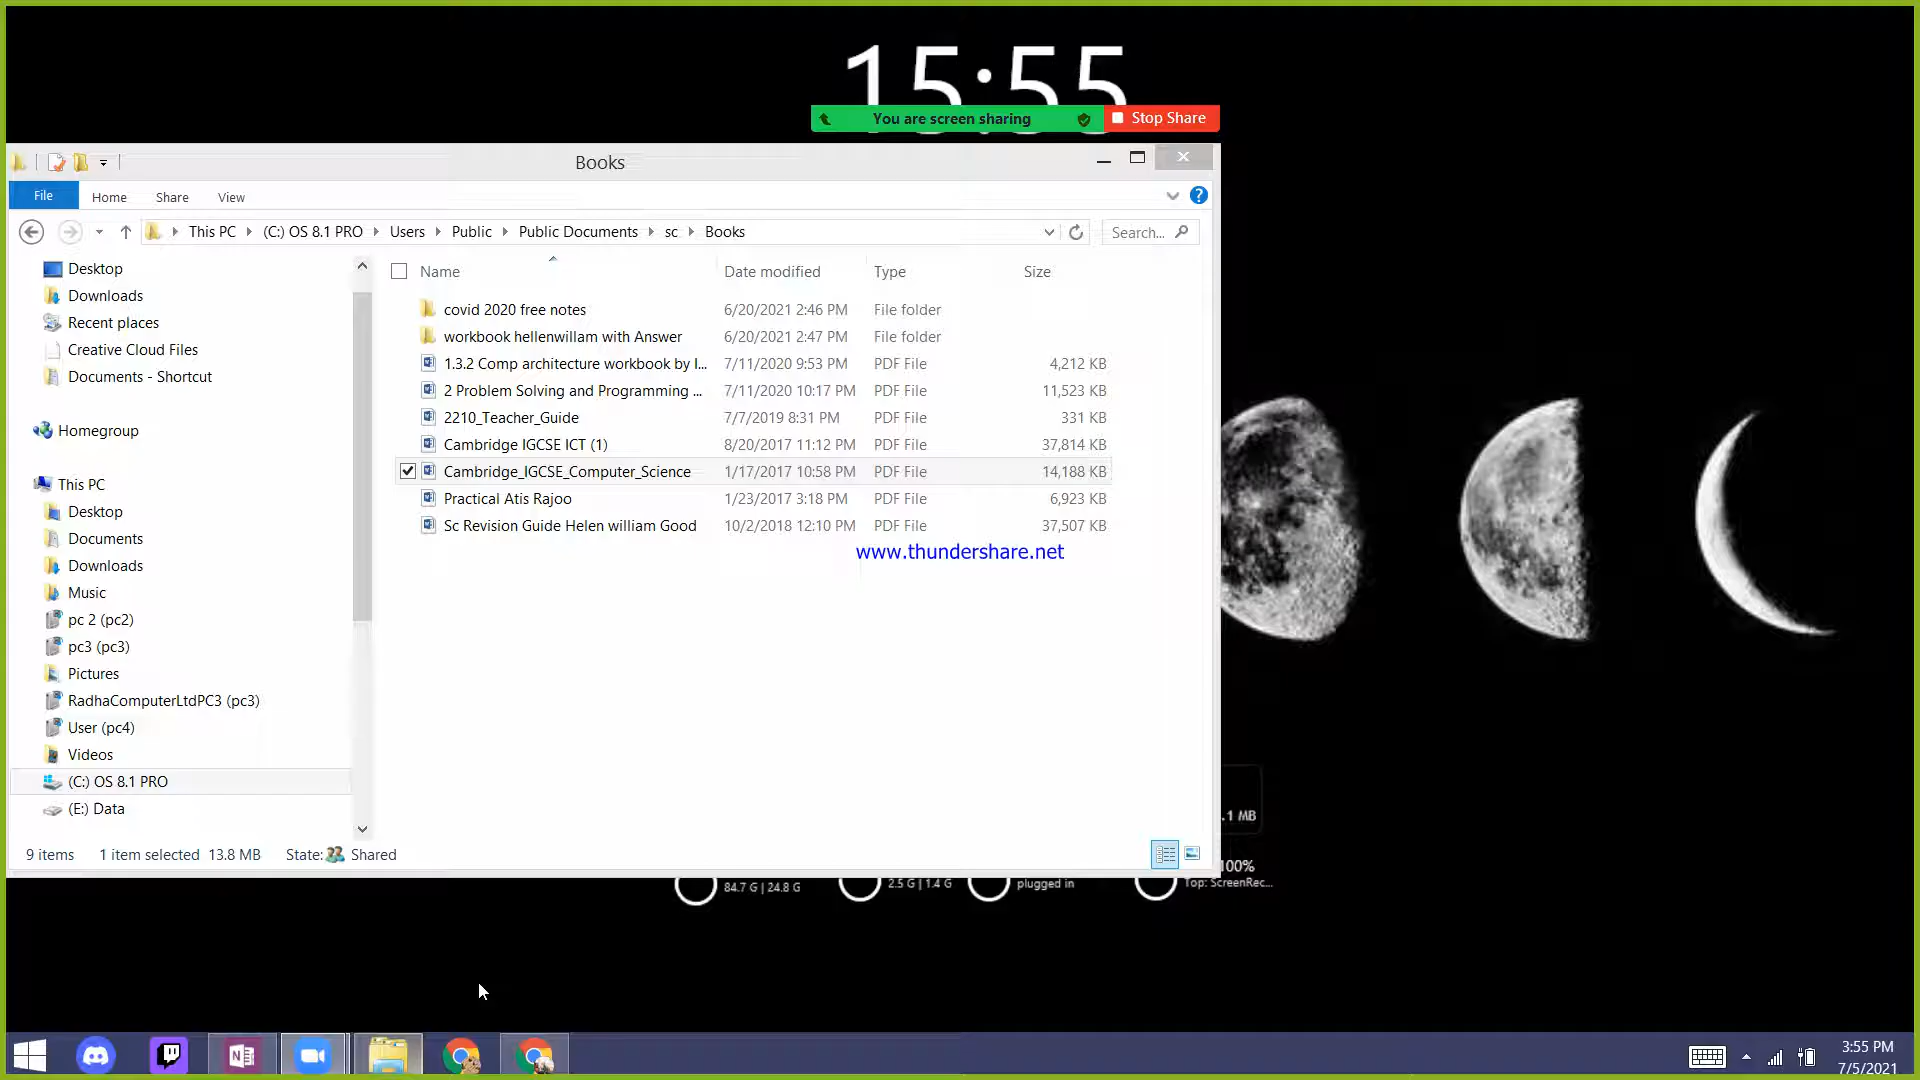 15:55
You are screen sharing
Stop Share
Books
File
Home
Share
View
This PC
(C:) OS 8.1 PRO
Users
Public
Public Documents
sc
Books
Search...
Name
Date modified
Type
Size
Desktop
Downloads
Recent places
Creative Cloud Files
Documents - Shortcut
Homegroup
This PC
Desktop
Documents
Downloads
Music
pc 2 (pc2)
pc3 (pc3)
Pictures
RadhaComputerLtdPC3 (pc3)
User (pc4)
Videos
(C:) OS 8.1 PRO
(E:) Data
covid 2020 free notes 6/20/2021 2:46 PM File folder
workbook hellenwillam with Answer 6/20/2021 2:47 PM File folder
1.3.2 Comp architecture workbook by I... 7/11/2020 9:53 PM PDF File 4,212 KB
2 Problem Solving and Programming ... 7/11/2020 10:17 PM PDF File 11,523 KB
2210_Teacher_Guide 7/7/2019 8:31 PM PDF File 331 KB
Cambridge IGCSE ICT (1) 8/20/2017 11:12 PM PDF File 37,814 KB
Cambridge_IGCSE_Computer_Science 1/17/2017 10:58 PM PDF File 14,188 KB
Practical Atis Rajoo 1/23/2017 3:18 PM PDF File 6,923 KB
Sc Revision Guide Helen william Good 10/2/2018 12:10 PM PDF File 37,507 KB
www.thundershare.net
9 items 1 item selected 13.8 MB State: Shared
.1 MB
100%
84.7 G | 24.8 G
2.5 G | 1.4 G
plugged in
Top: ScreenRec...
3:55 PM
7/5/2021